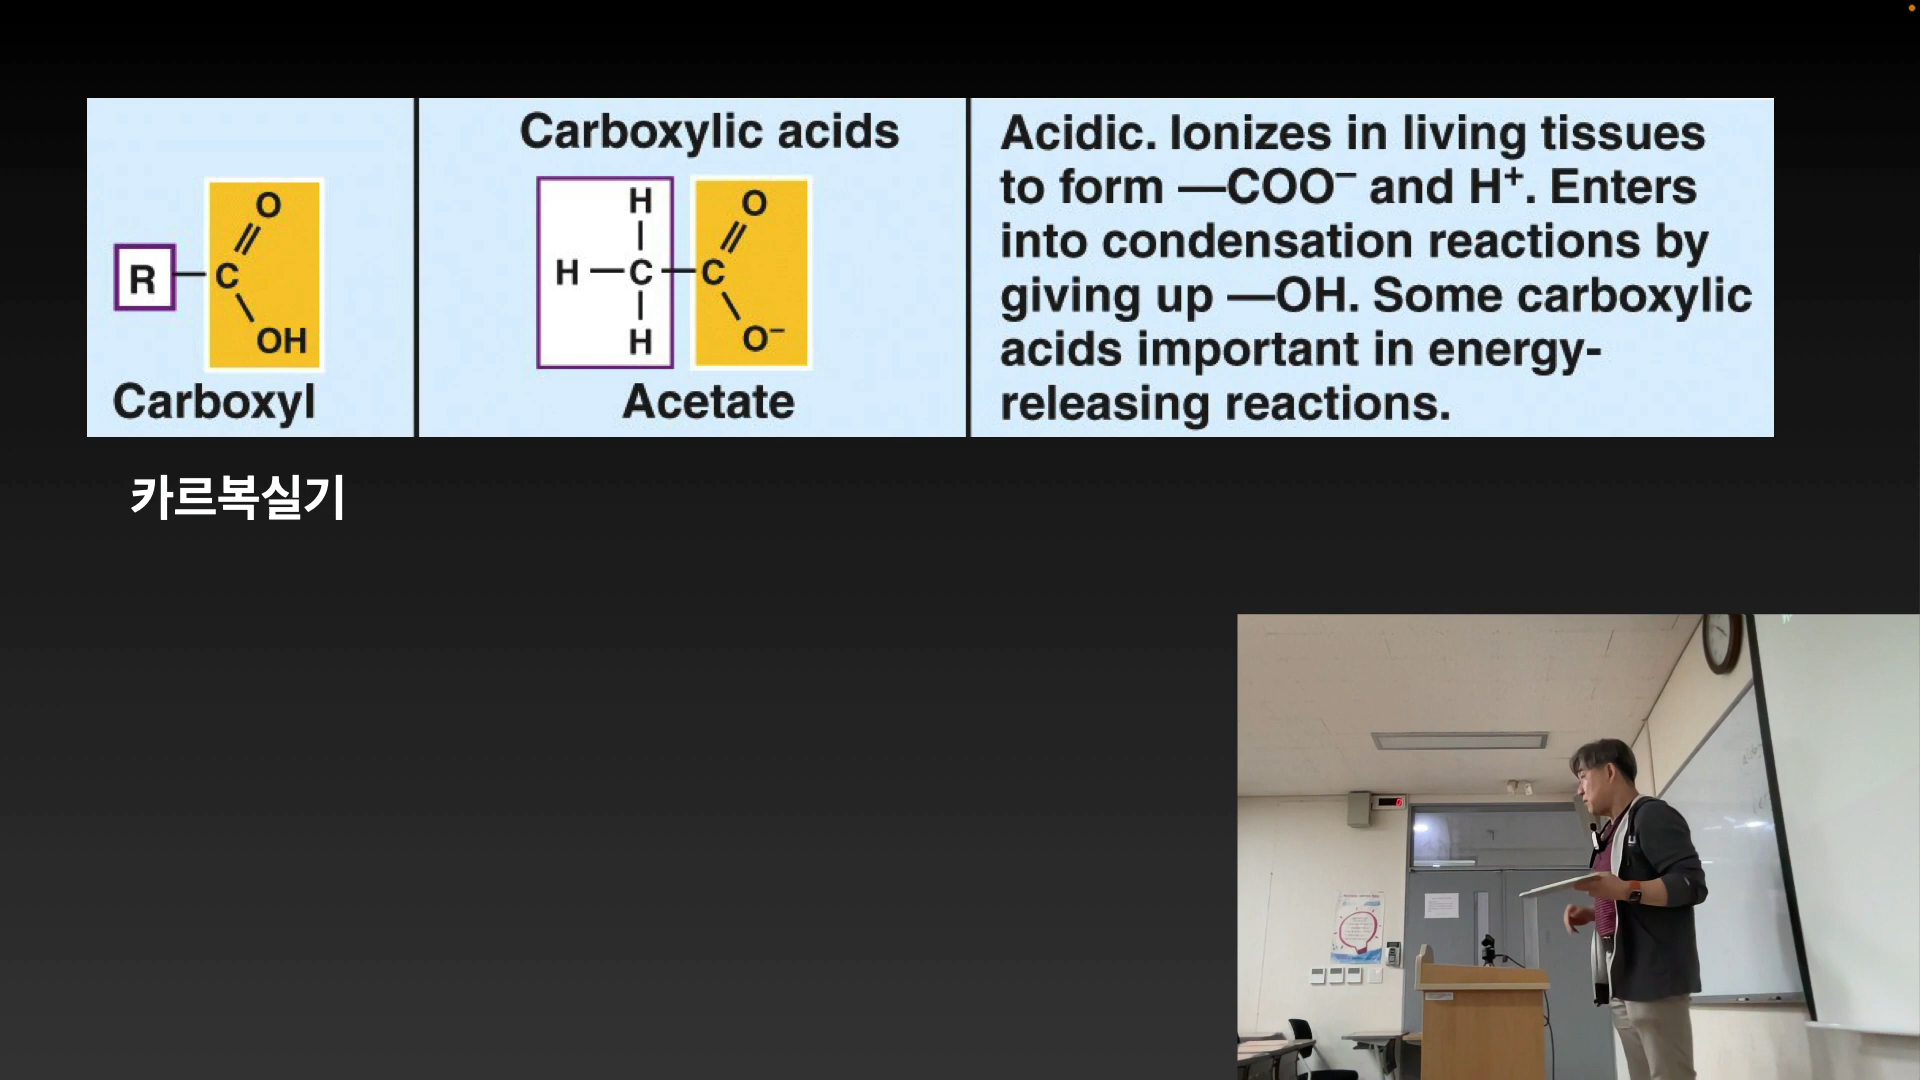 Carboxylic acids
O
R — C
OH
Carboxyl
H O
H — C — C
H O⁻
Acetate
Acidic. Ionizes in living tissues
to form —COO⁻ and H⁺. Enters
into condensation reactions by
giving up —OH. Some carboxylic
acids important in energy-
releasing reactions.
카르복실기